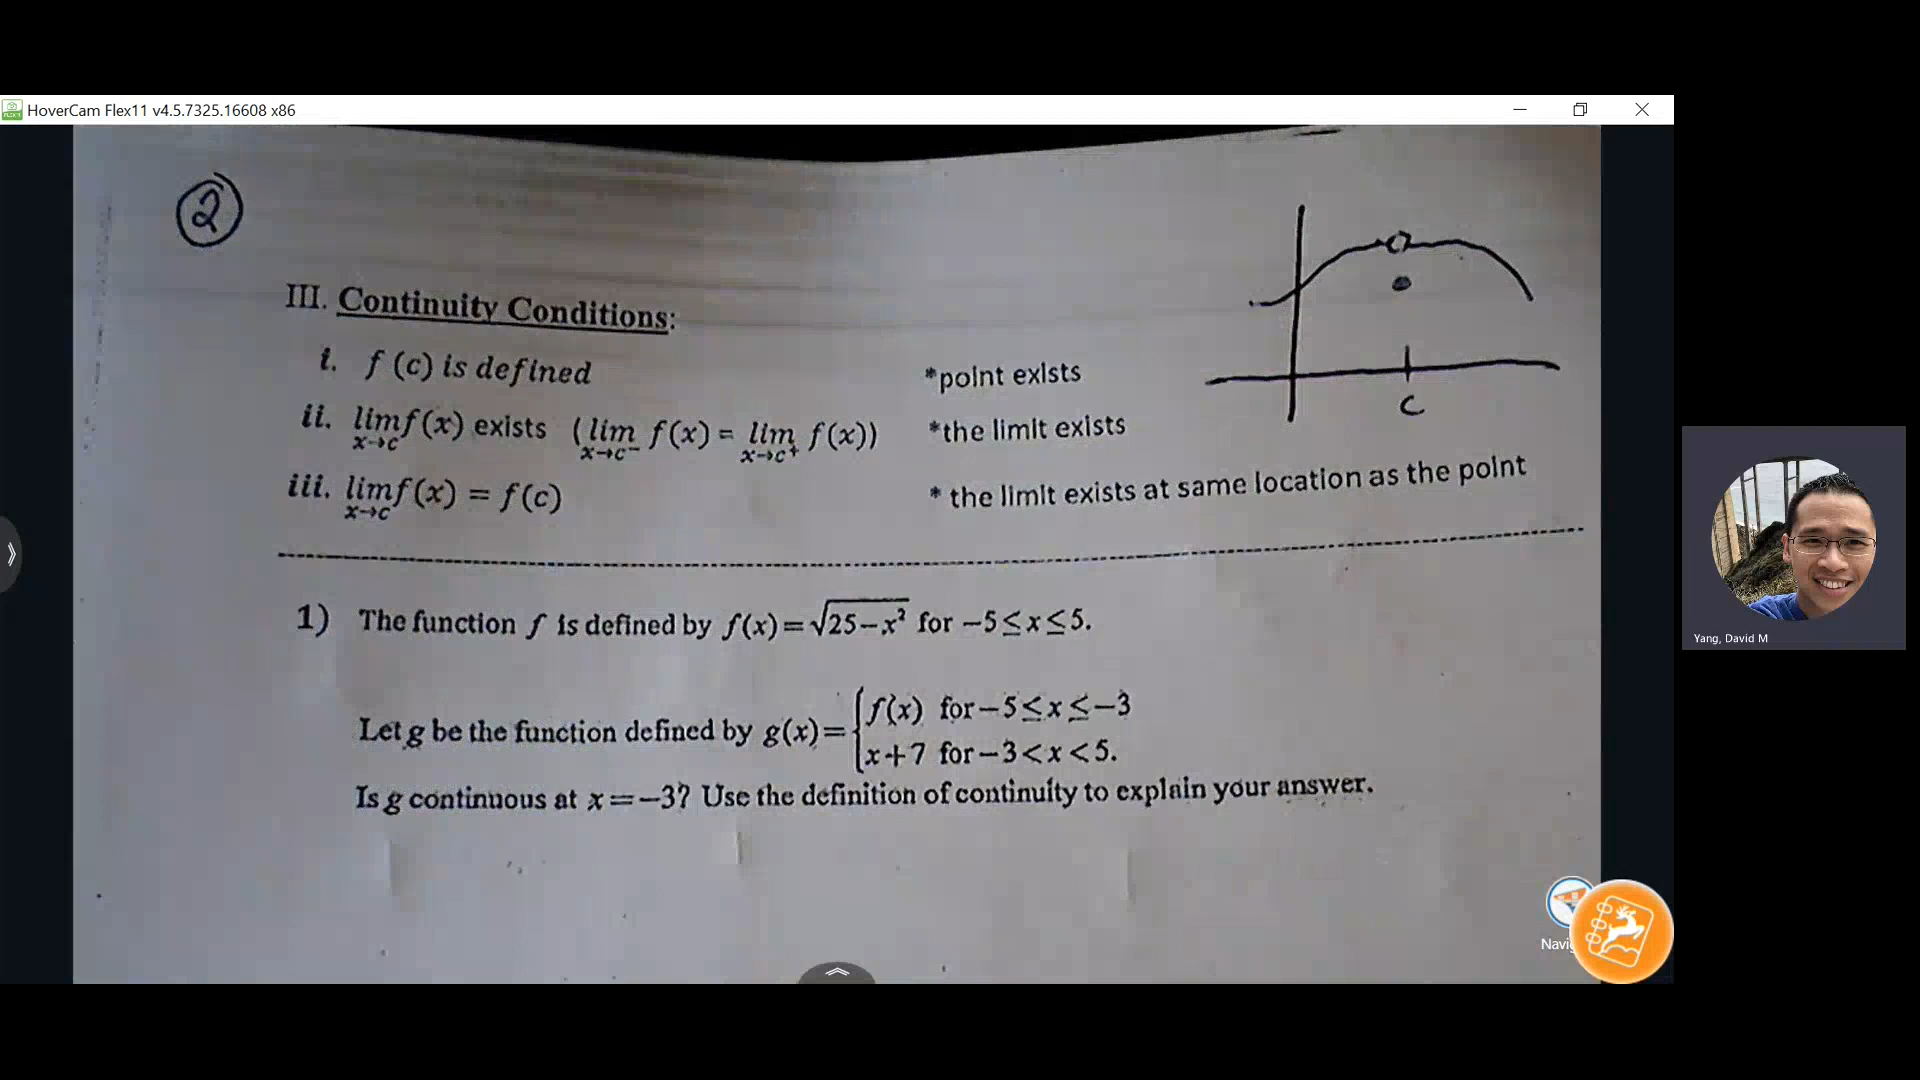 HoverCam Flex11 v4.5.7325.16608 x86
2
III. Continuity Conditions:
i. f (c) is defined *point exists
ii. lim x→c f(x) exists (lim x→c⁻ f(x) = lim x→c⁺ f(x)) *the limit exists
iii. lim x→c f(x) = f(c) * the limit exists at same location as the point
c
1) The function f is defined by f(x)=√25−x² for −5≤x≤5.
Let g be the function defined by g(x)={f(x) for −5≤x≤−3
x+7 for −3<x<5.
Is g continuous at x=−3? Use the definition of continuity to explain your answer.
Yang, David M